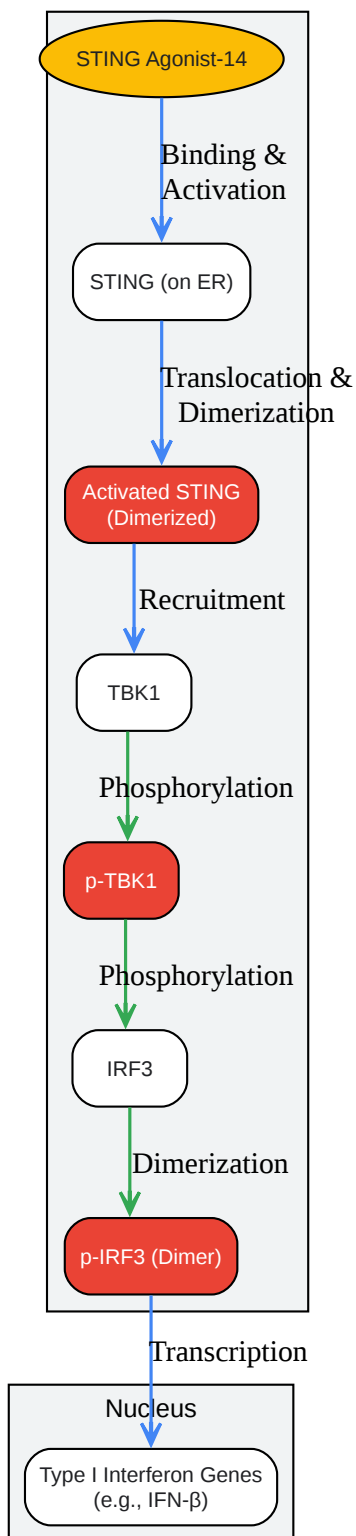 STING Agonist-14
Binding &
Activation
STING (on ER)
Translocation &
Dimerization
Activated STING
(Dimerized)
Recruitment
TBK1
Phosphorylation
p-TBK1
Phosphorylation
IRF3
Dimerization
p-IRF3 (Dimer)
Transcription
Nucleus
Type I Interferon Genes
(e.g., IFN-β)